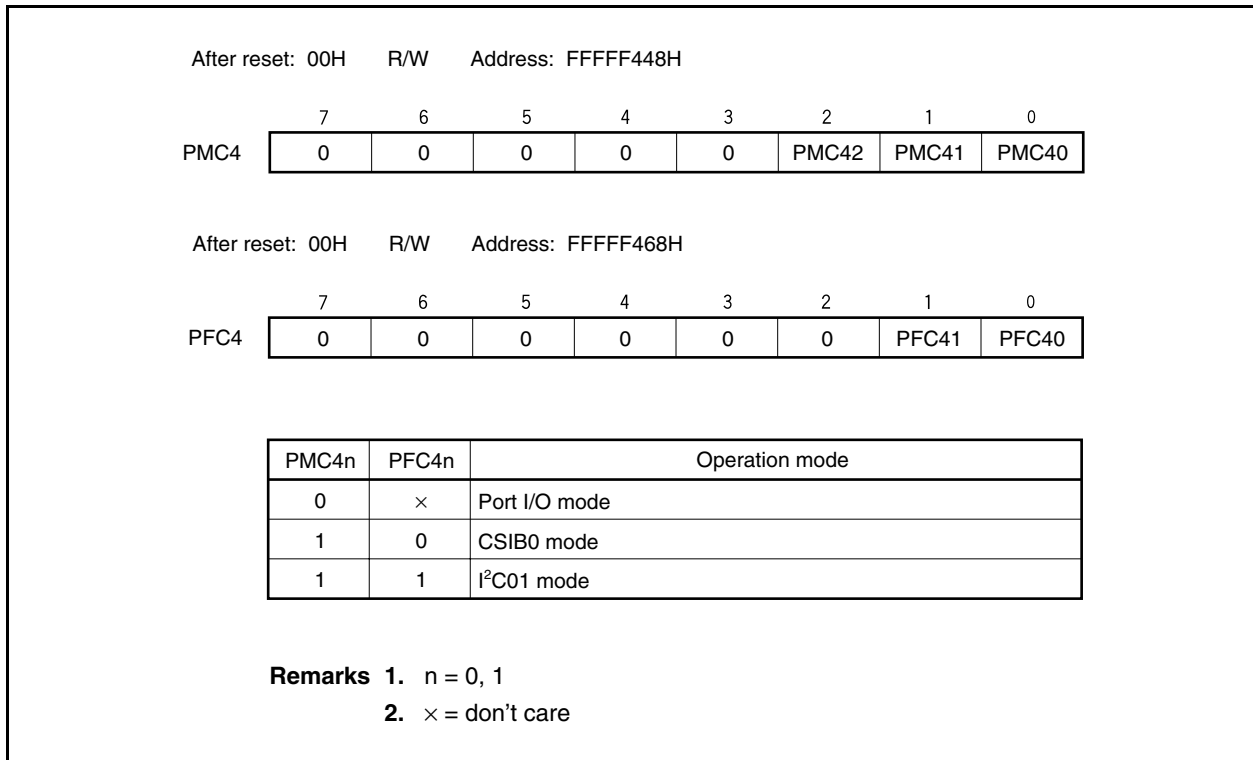 After reset: 00H R/W Address: FFFFF448H
7 6 5 4 3 2 1 0
PMC4 0 0 0 0 0 PMC42 PMC41 PMC40
After reset: 00H R/W Address: FFFFF468H
7 6 5 4 3 2 1 0
PFC4 0 0 0 0 0 0 PFC41 PFC40
PMC4n PFC4n Operation mode
0 × Port I/O mode
1 0 CSIB0 mode
1 1 I²C01 mode
Remarks 1. n = 0, 1
2. × = don't care